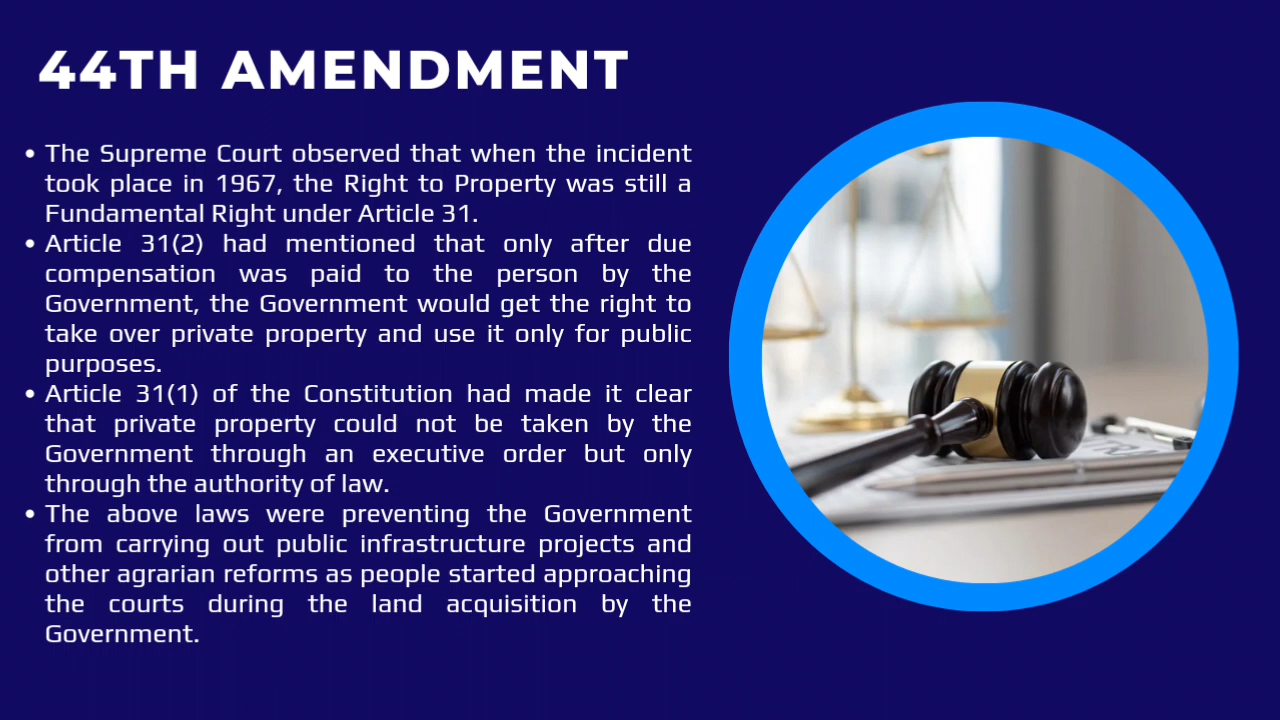 44TH AMENDMENT
• The Supreme Court observed that when the incident
took place in 1967, the Right to Property was still a
Fundamental Right under Article 31.
• Article 31(2) had mentioned that only after due
compensation was paid to the person by the
Government, the Government would get the right to
take over private property and use it only for public
purposes.
• Article 31(1) of the Constitution had made it clear
that private property could not be taken by the
Government through an executive order but only
through the authority of law.
• The above laws were preventing the Government
from carrying out public infrastructure projects and
other agrarian reforms as people started approaching
the courts during the land acquisition by the
Government.